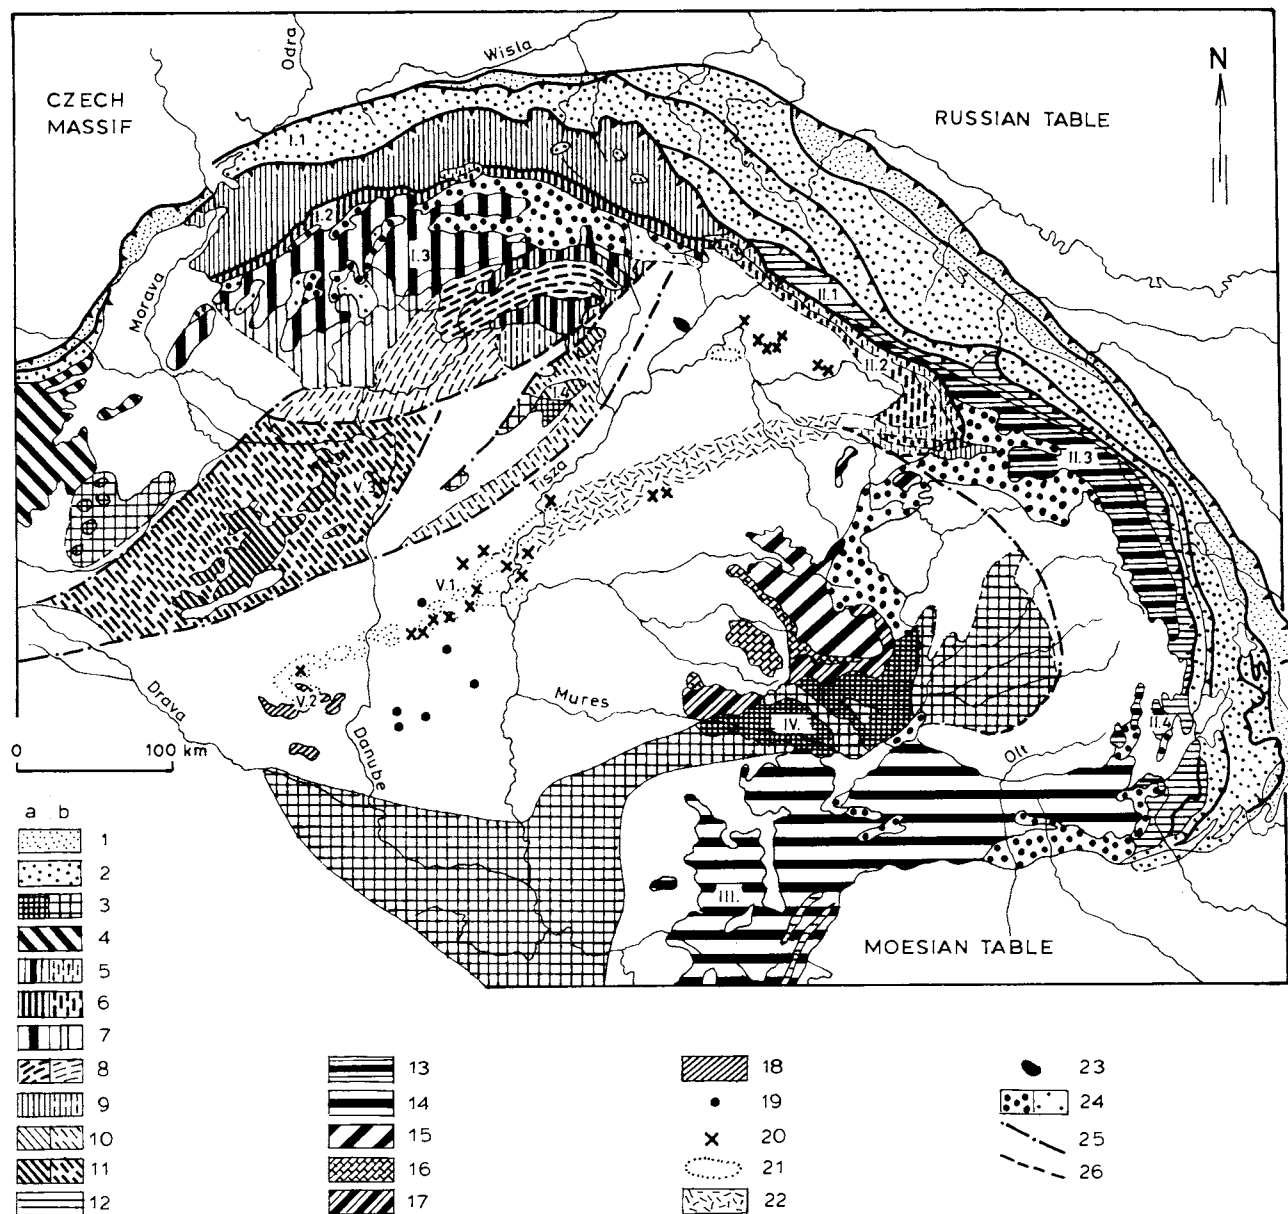 Odra
Wisla
CZECH
MASSIF
N
RUSSIAN TABLE
I.1
I.2
I.3
Morava
II.1
II.2
I.4
II.3
Tisza
V.3
V.1
V.2
Drava
Mures
IV.
II.4
Olt
0 100 km
Danube
a b
1
2
3
III.
MOESIAN TABLE
4
5
6
7
8
9
10
11
12
13
14
15
16
17
18
19
20
21
22
23
24
25
26